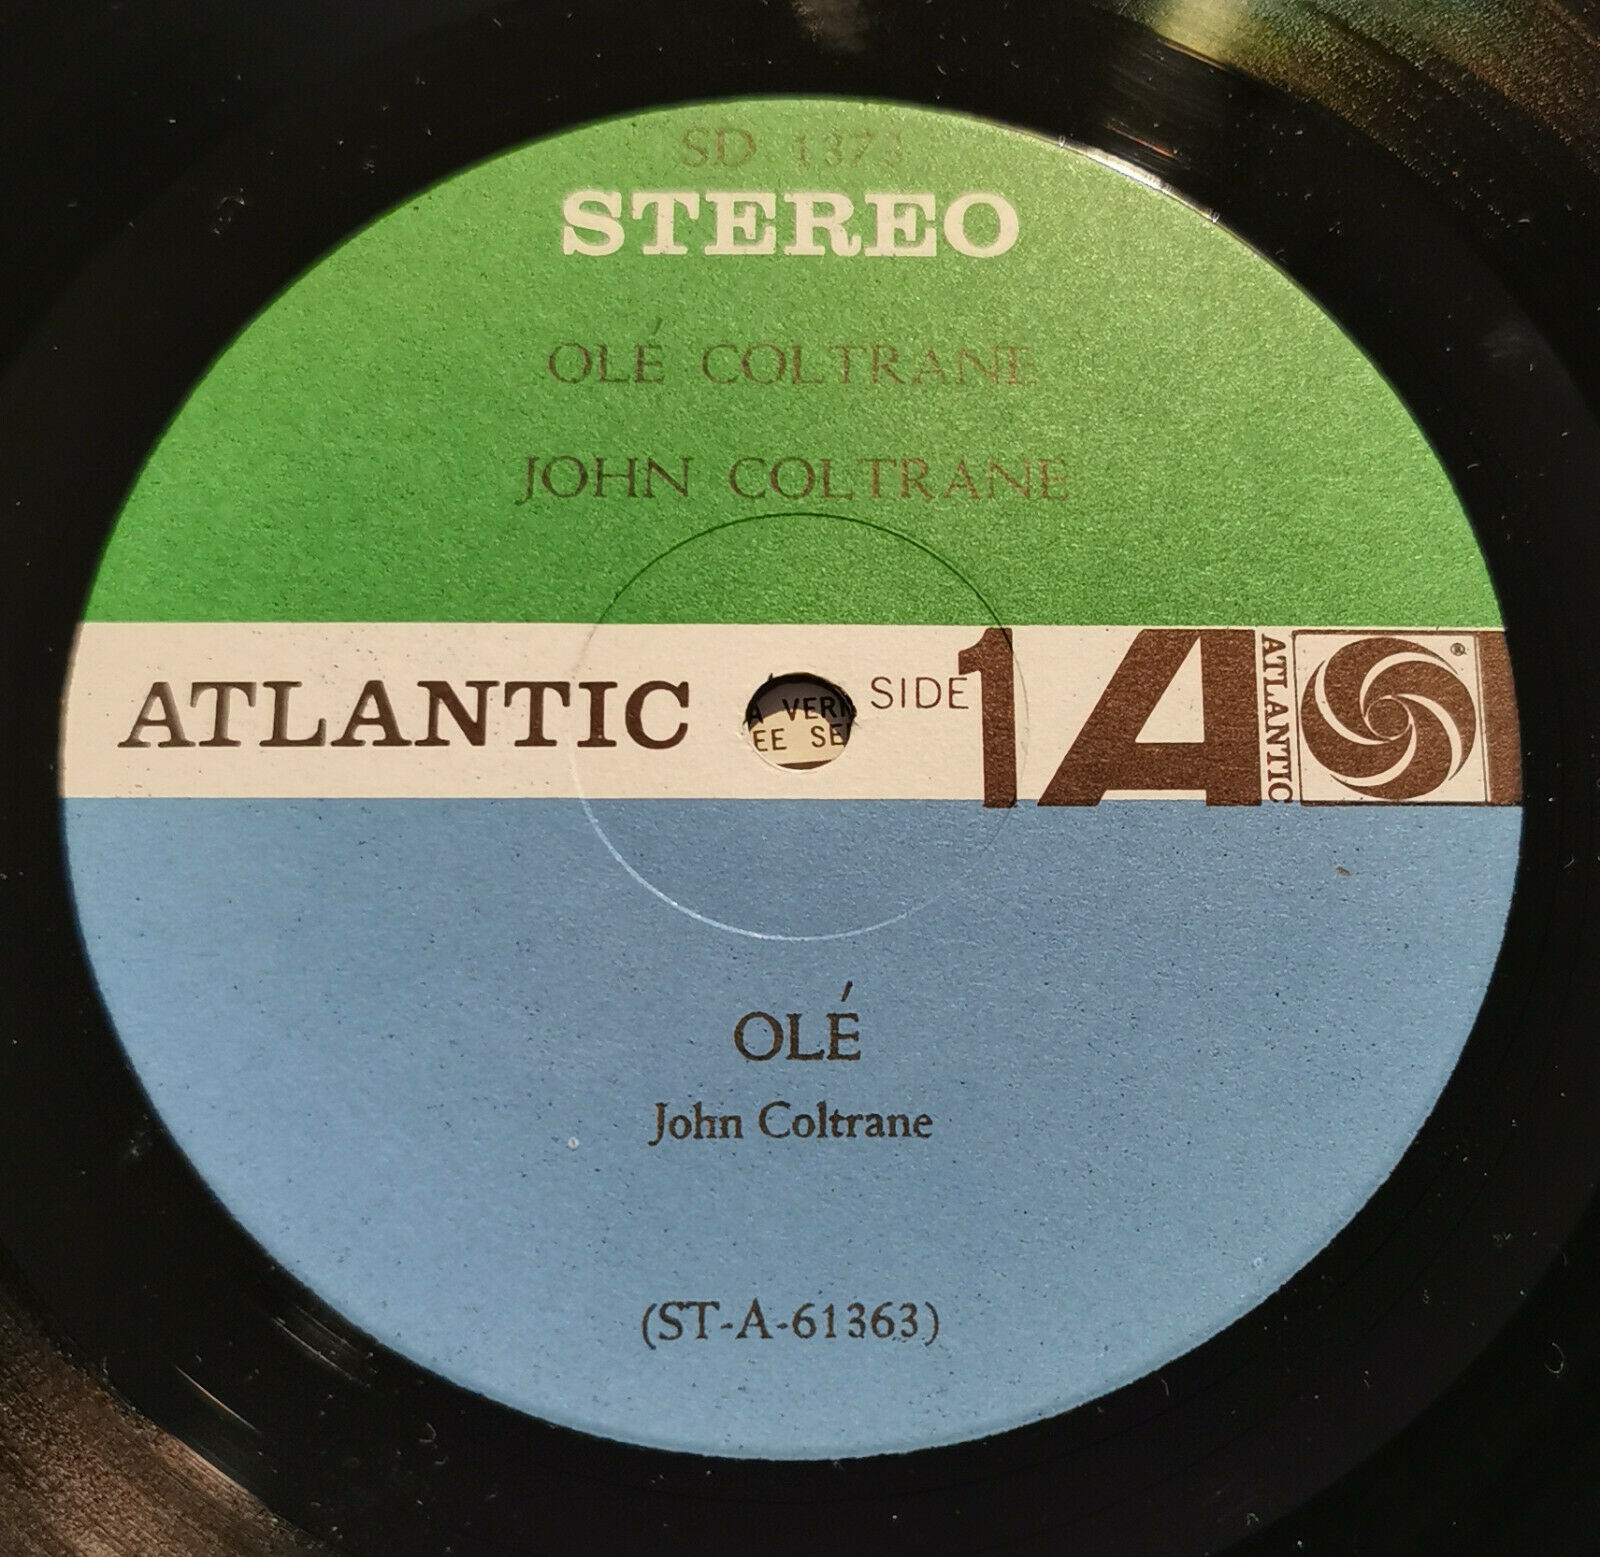 SD 1373
STEREO
OLÉ COLTRANE
JOHN COLTRANE
ATLANTIC
SIDE 1
A
ATLANTIC
®
OLÉ
John Coltrane
(ST-A-61363)